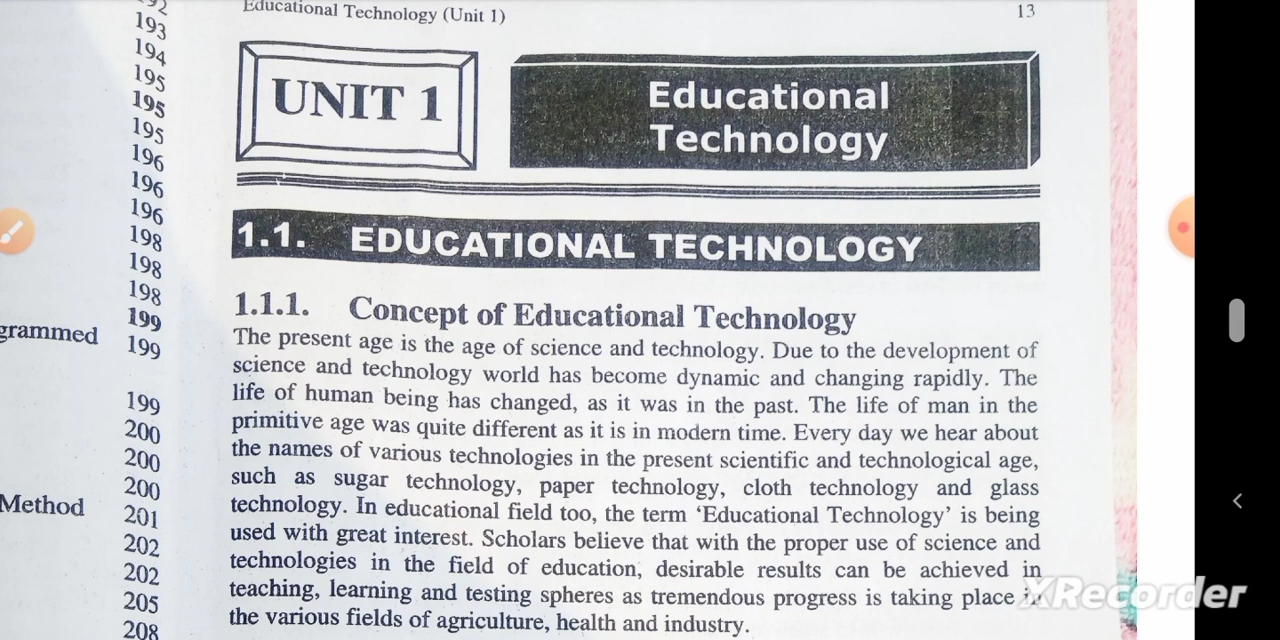 192
193
194
195
195
195
196
196
196
198
198
198
199
grammed 199
199
200
200
200
Method 201
202
202
205
208
Educational Technology (Unit 1) 13
UNIT 1
Educational
Technology
1.1. EDUCATIONAL TECHNOLOGY
1.1.1. Concept of Educational Technology
The present age is the age of science and technology. Due to the development of
science and technology world has become dynamic and changing rapidly. The
life of human being has changed, as it was in the past. The life of man in the
primitive age was quite different as it is in modern time. Every day we hear about
the names of various technologies in the present scientific and technological age,
such as sugar technology, paper technology, cloth technology and glass
technology. In educational field too, the term ‘Educational Technology’ is being
used with great interest. Scholars believe that with the proper use of science and
technologies in the field of education, desirable results can be achieved in
teaching, learning and testing spheres as tremendous progress is taking place in
the various fields of agriculture, health and industry.
XRecorder